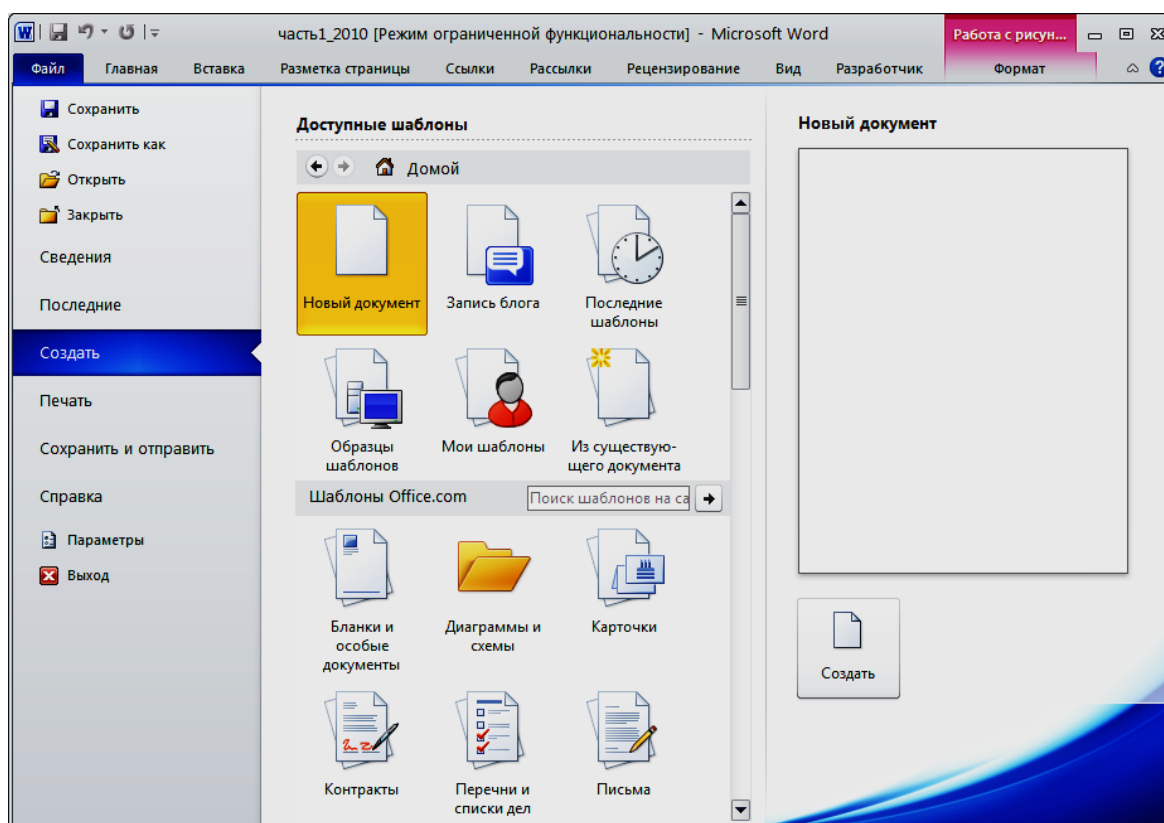 часть1_2010 [Режим ограниченной функциональности] - Microsoft Word
Работа с рисун...
Файл Главная Вставка Разметка страницы Ссылки Рассылки Рецензирование Вид Разработчик Формат
Сохранить
Сохранить как
Открыть
Закрыть
Сведения
Последние
Создать
Печать
Сохранить и отправить
Справка
Параметры
Выход
Доступные шаблоны
Домой
Новый документ
Запись блога
Последние
шаблоны
Образцы
шаблонов
Мои шаблоны
Из существую-
щего документа
Шаблоны Office.com
Поиск шаблонов на са
Бланки и
особые
документы
Диаграммы и
схемы
Карточки
Контракты
Перечни и
списки дел
Письма
Новый документ
Создать